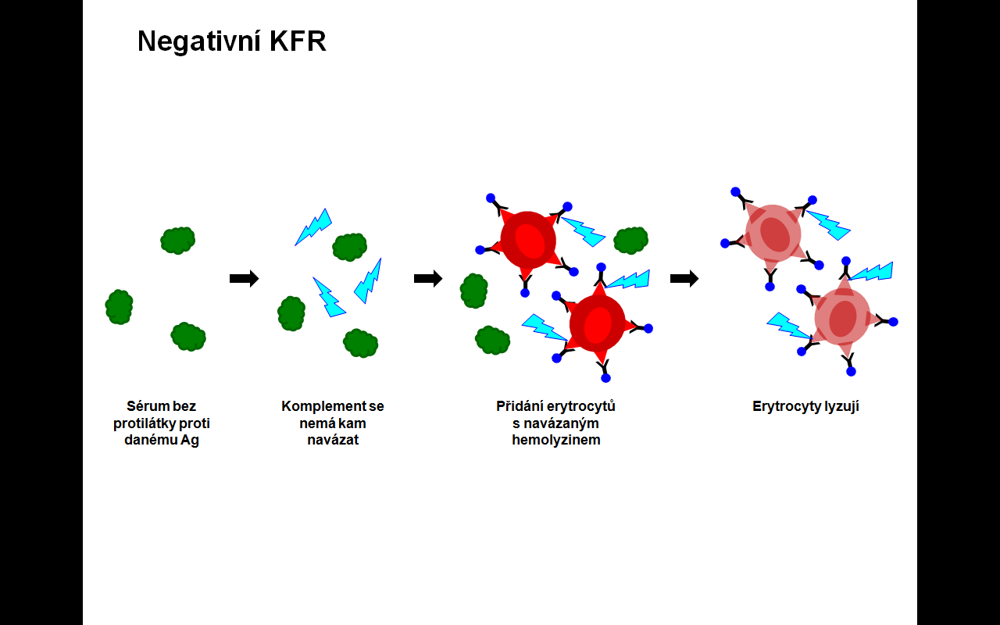 Negativní KFR
Sérum bez
protilátky proti
danému Ag
Komplement se
nemá kam
navázat
Přidání erytrocytů
s navázaným
hemolyzinem
Erytrocyty lyzují